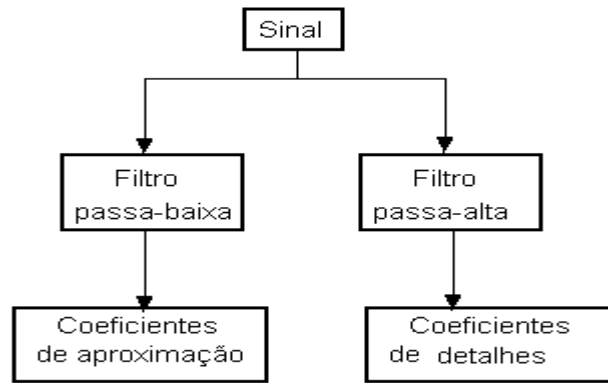 Sinal
Filtro
passa-baixa
Filtro
passa-alta
Coeficientes
de aproximação
Coeficientes
de detalhes